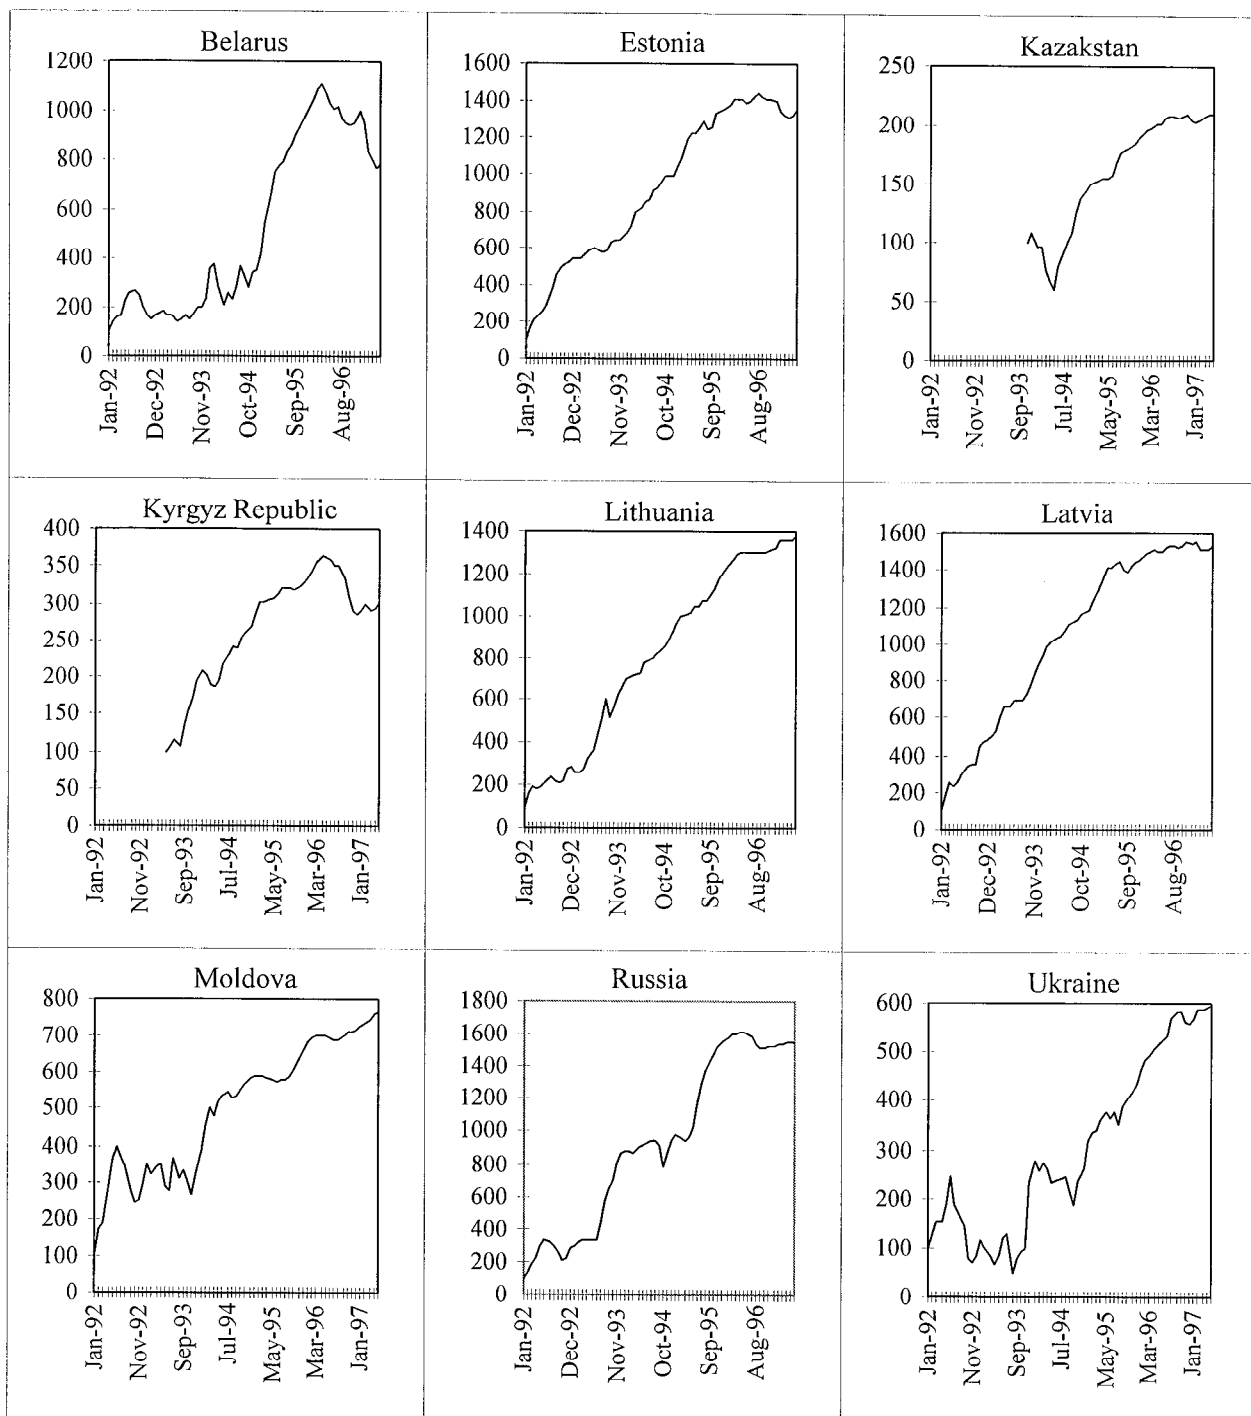 Belarus
1200
1000
800
600
400
200
0
Jan-92
Dec-92
Nov-93
Oct-94
Sep-95
Aug-96
Estonia
1600
1400
1200
1000
800
600
400
200
0
Jan-92
Dec-92
Nov-93
Oct-94
Sep-95
Aug-96
Kazakstan
250
200
150
100
50
0
Jan-92
Nov-92
Sep-93
Jul-94
May-95
Mar-96
Jan-97
Kyrgyz Republic
400
350
300
250
200
150
100
50
0
Jan-92
Nov-92
Sep-93
Jul-94
May-95
Mar-96
Jan-97
Lithuania
1400
1200
1000
800
600
400
200
0
Jan-92
Dec-92
Nov-93
Oct-94
Sep-95
Aug-96
Latvia
1600
1400
1200
1000
800
600
400
200
0
Jan-92
Dec-92
Nov-93
Oct-94
Sep-95
Aug-96
Moldova
800
700
600
500
400
300
200
100
0
Jan-92
Nov-92
Sep-93
Jul-94
May-95
Mar-96
Jan-97
Russia
1800
1600
1400
1200
1000
800
600
400
200
0
Jan-92
Dec-92
Nov-93
Oct-94
Sep-95
Aug-96
Ukraine
600
500
400
300
200
100
0
Jan-92
Nov-92
Sep-93
Jul-94
May-95
Mar-96
Jan-97